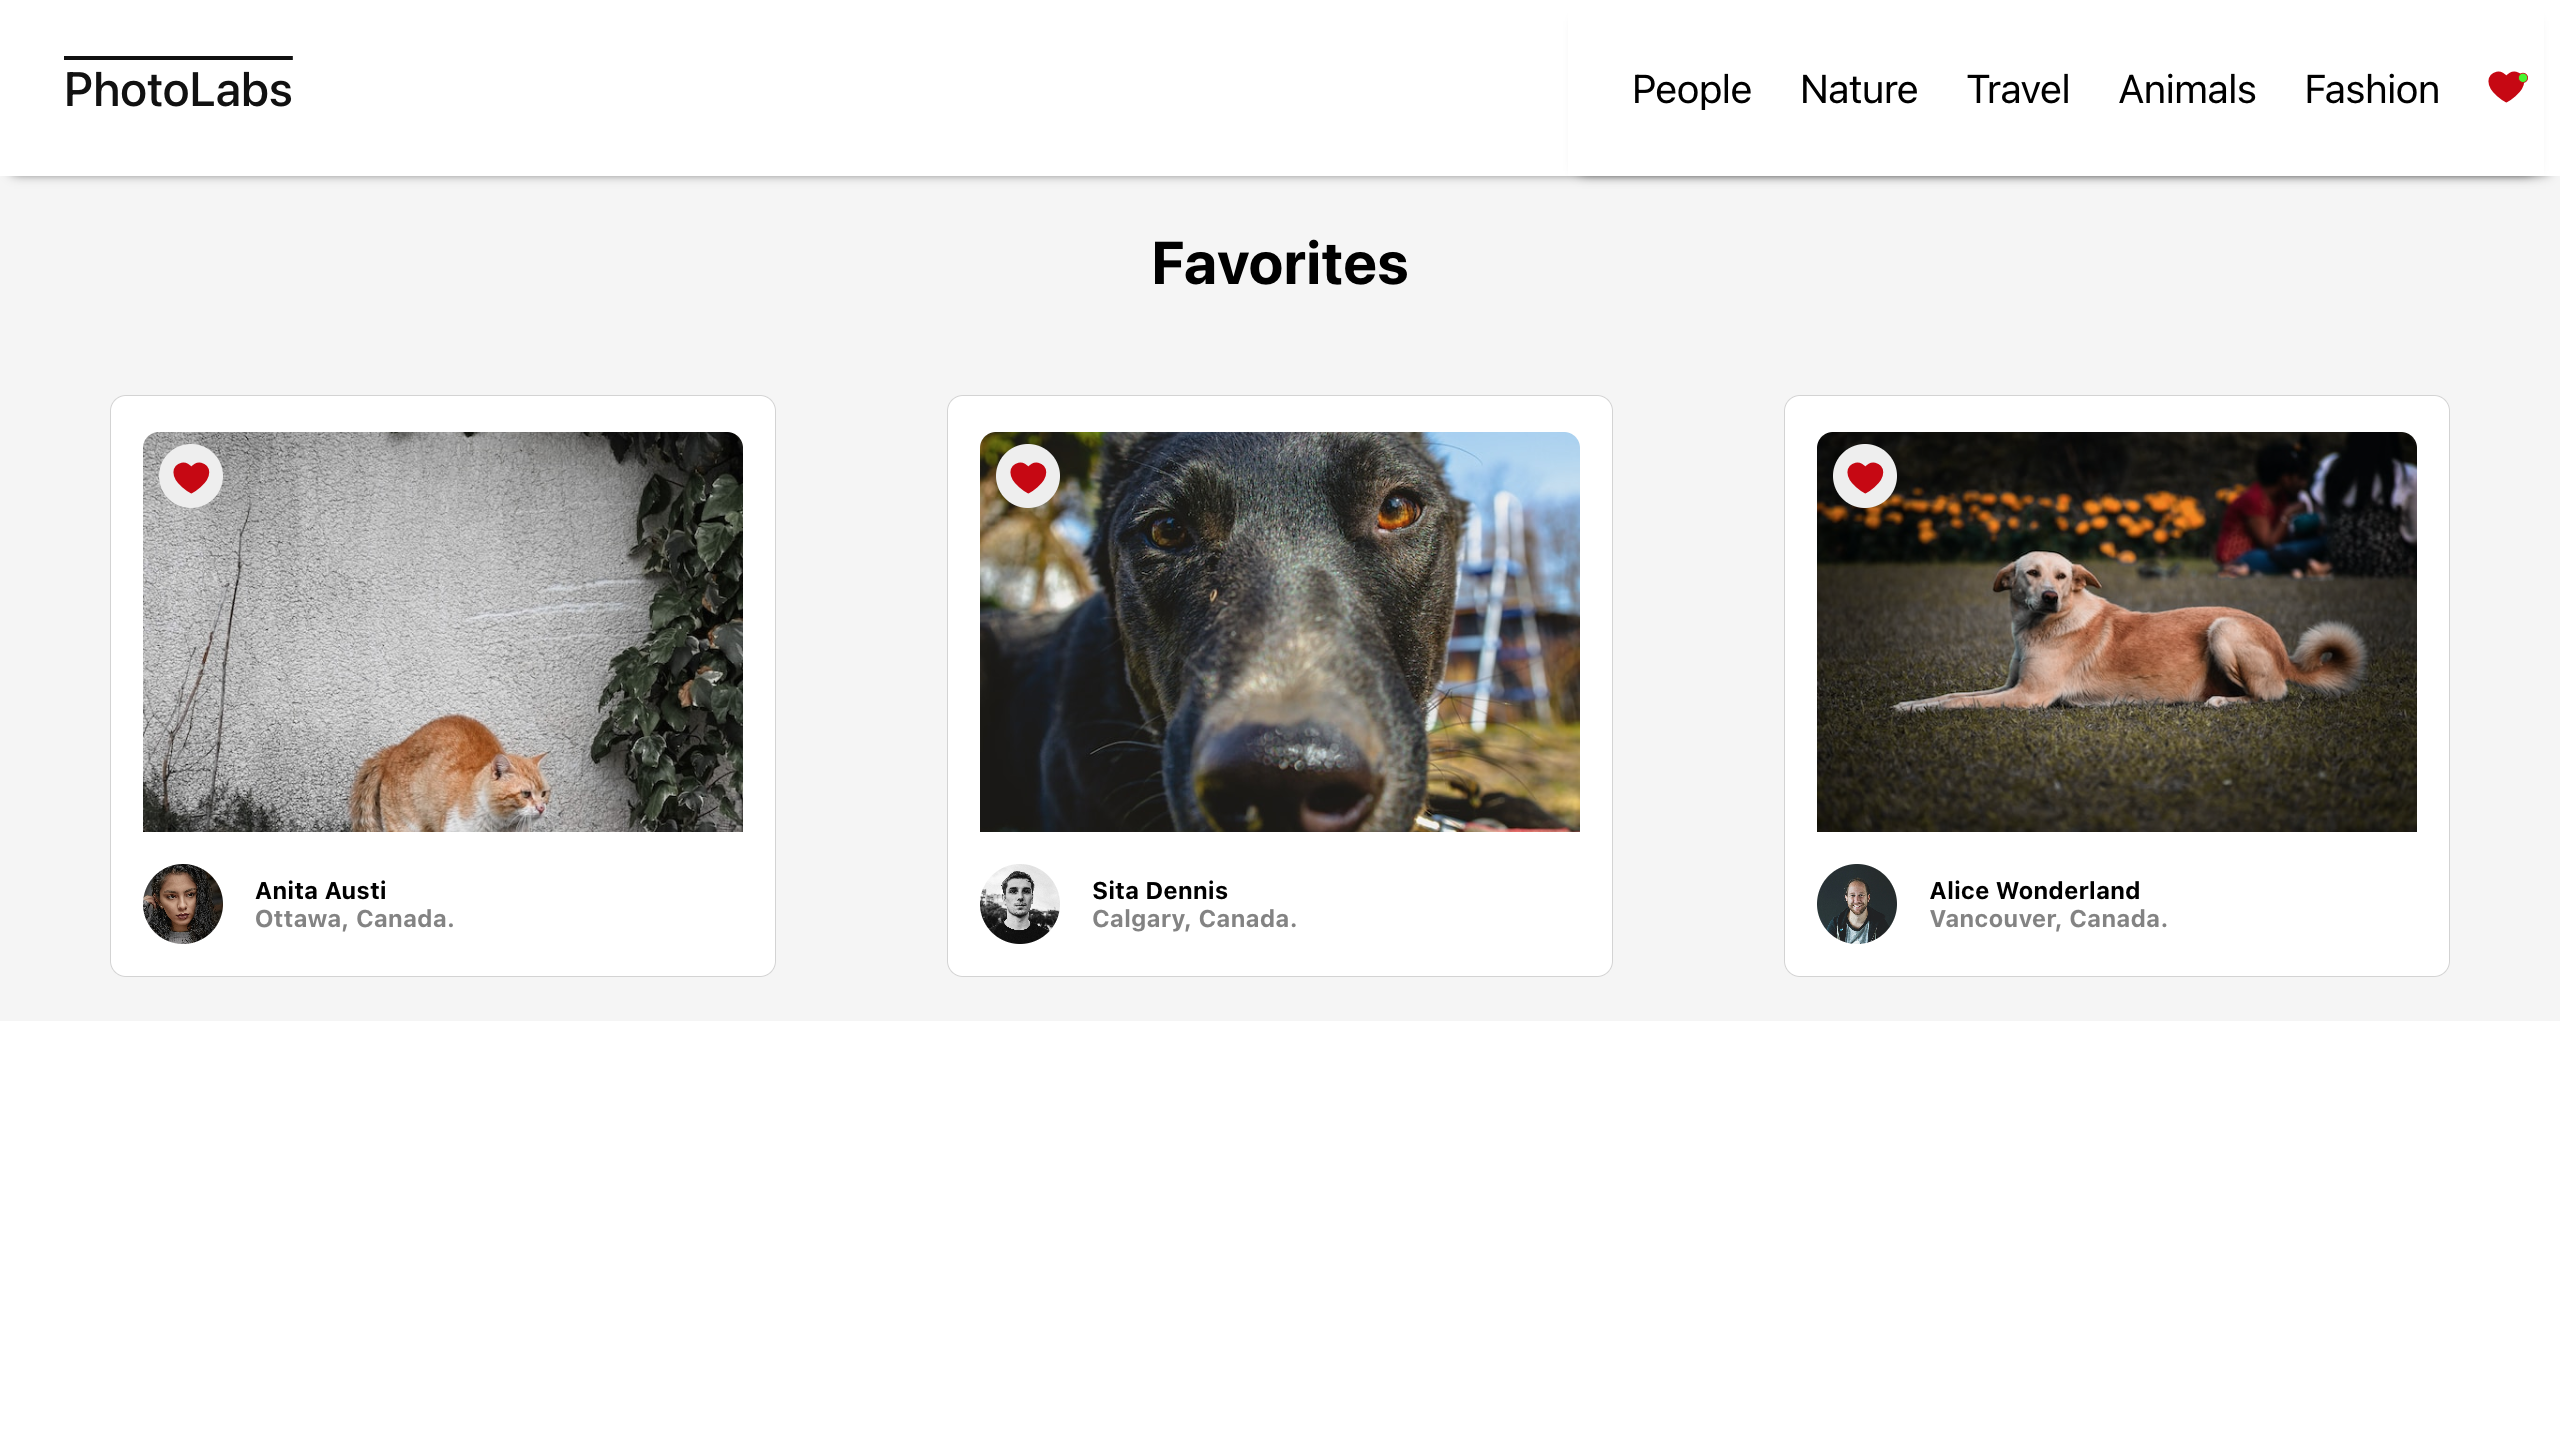 PhotoLabs
People Nature Travel Animals Fashion
Favorites
Anita Austi
Ottawa, Canada.
Sita Dennis
Calgary, Canada.
Alice Wonderland
Vancouver, Canada.